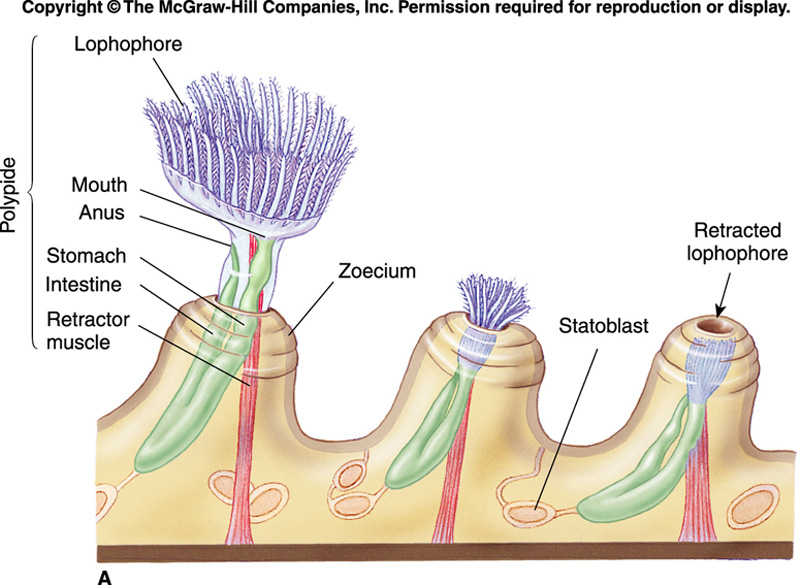 Copyright © The McGraw-Hill Companies, Inc. Permission required for reproduction or display.
Lophophore
Polypide
Mouth
Anus
Stomach
Intestine
Retractor
muscle
Zoecium
Statoblast
Retracted
lophophore
A